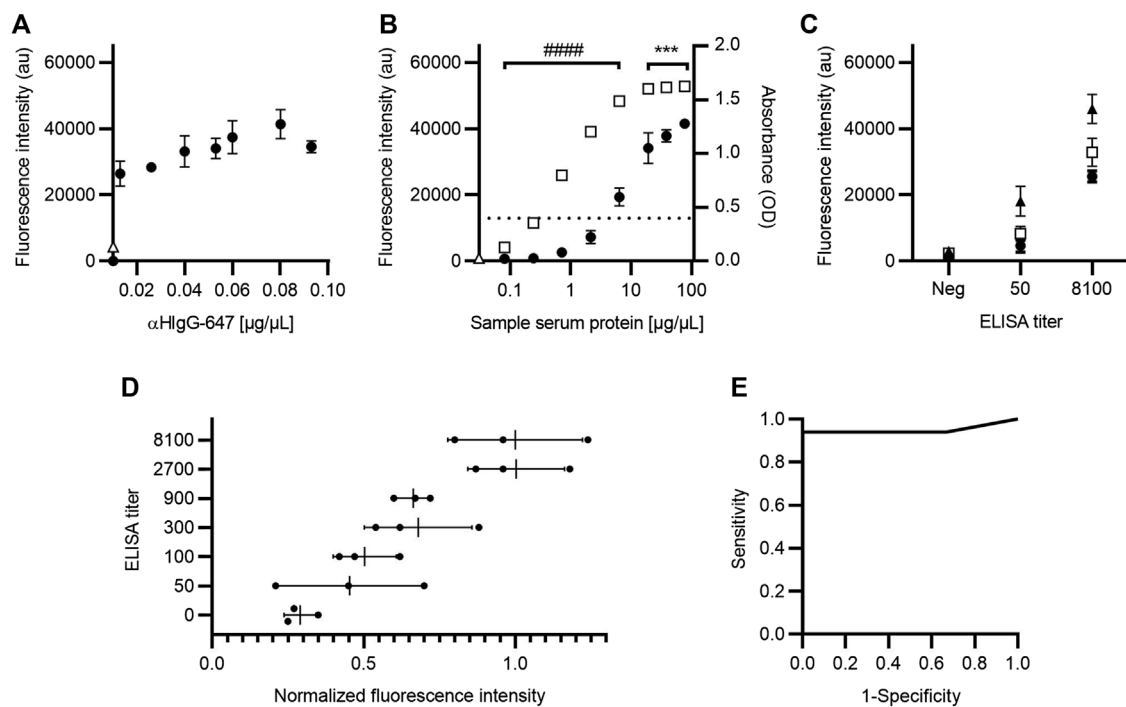 A
Fluorescence intensity (au)
60000
40000
20000
0
0.02 0.04 0.06 0.08 0.10
αHIgG-647 [µg/µL]
B
Fluorescence intensity (au)
60000
40000
20000
0
####
***
2.0
1.5
1.0
0.5
0.0
Absorbance (OD)
0.1 1 10 100
Sample serum protein [µg/µL]
C
Fluorescence intensity (au)
60000
40000
20000
0
Neg 50 8100
ELISA titer
D
ELISA titer
8100
2700
900
300
100
50
0
0.0 0.5 1.0
Normalized fluorescence intensity
E
Sensitivity
1.0
0.8
0.6
0.4
0.2
0.0
0.0 0.2 0.4 0.6 0.8 1.0
1-Specificity